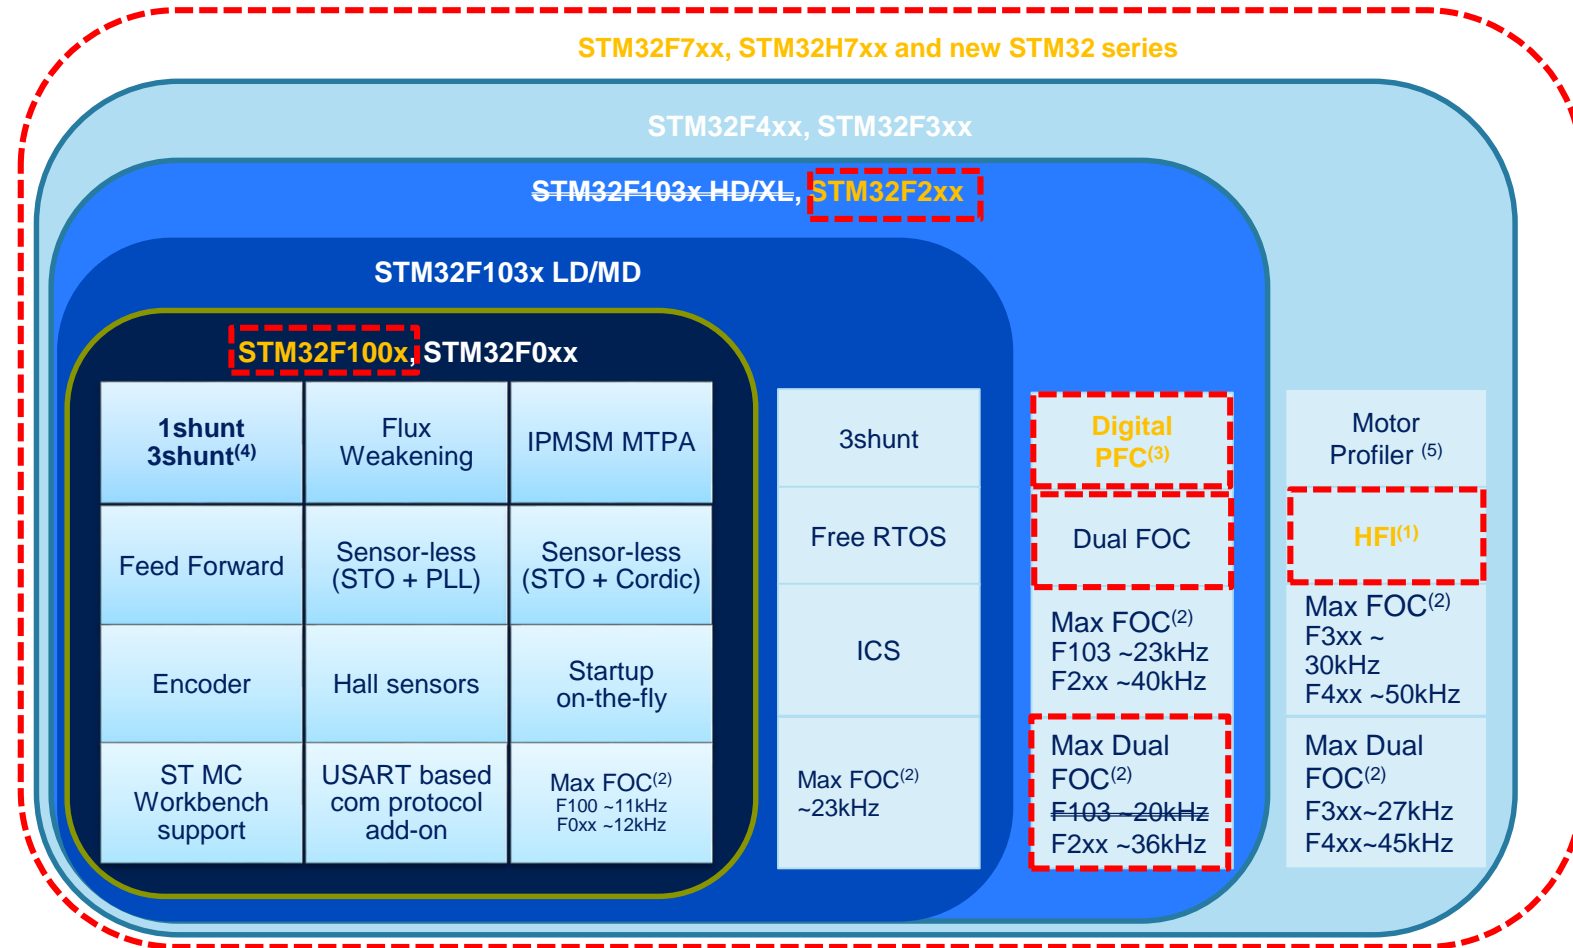 STM32F7xx, STM32H7xx and new STM32 series
STM32F4xx, STM32F3xx
STM32F103x HD/XL, STM32F2xx
STM32F103x LD/MD
STM32F100x, STM32F0xx
1shunt
3shunt(4)
Flux
Weakening
IPMSM MTPA
Feed Forward
Sensor-less
(STO + PLL)
Sensor-less
(STO + Cordic)
Encoder
Hall sensors
Startup
on-the-fly
ST MC
Workbench
support
USART based
com protocol
add-on
Max FOC(2)
F100 ~11kHz
F0xx ~12kHz
3shunt
Free RTOS
ICS
Max FOC(2)
~23kHz
Digital
PFC(3)
Dual FOC
Max FOC(2)
F103 ~23kHz
F2xx ~40kHz
Max Dual
FOC(2)
F103 ~20kHz
F2xx ~36kHz
Motor
Profiler (5)
HFI(1)
Max FOC(2)
F3xx ~
30kHz
F4xx ~50kHz
Max Dual
FOC(2)
F3xx~27kHz
F4xx~45kHz